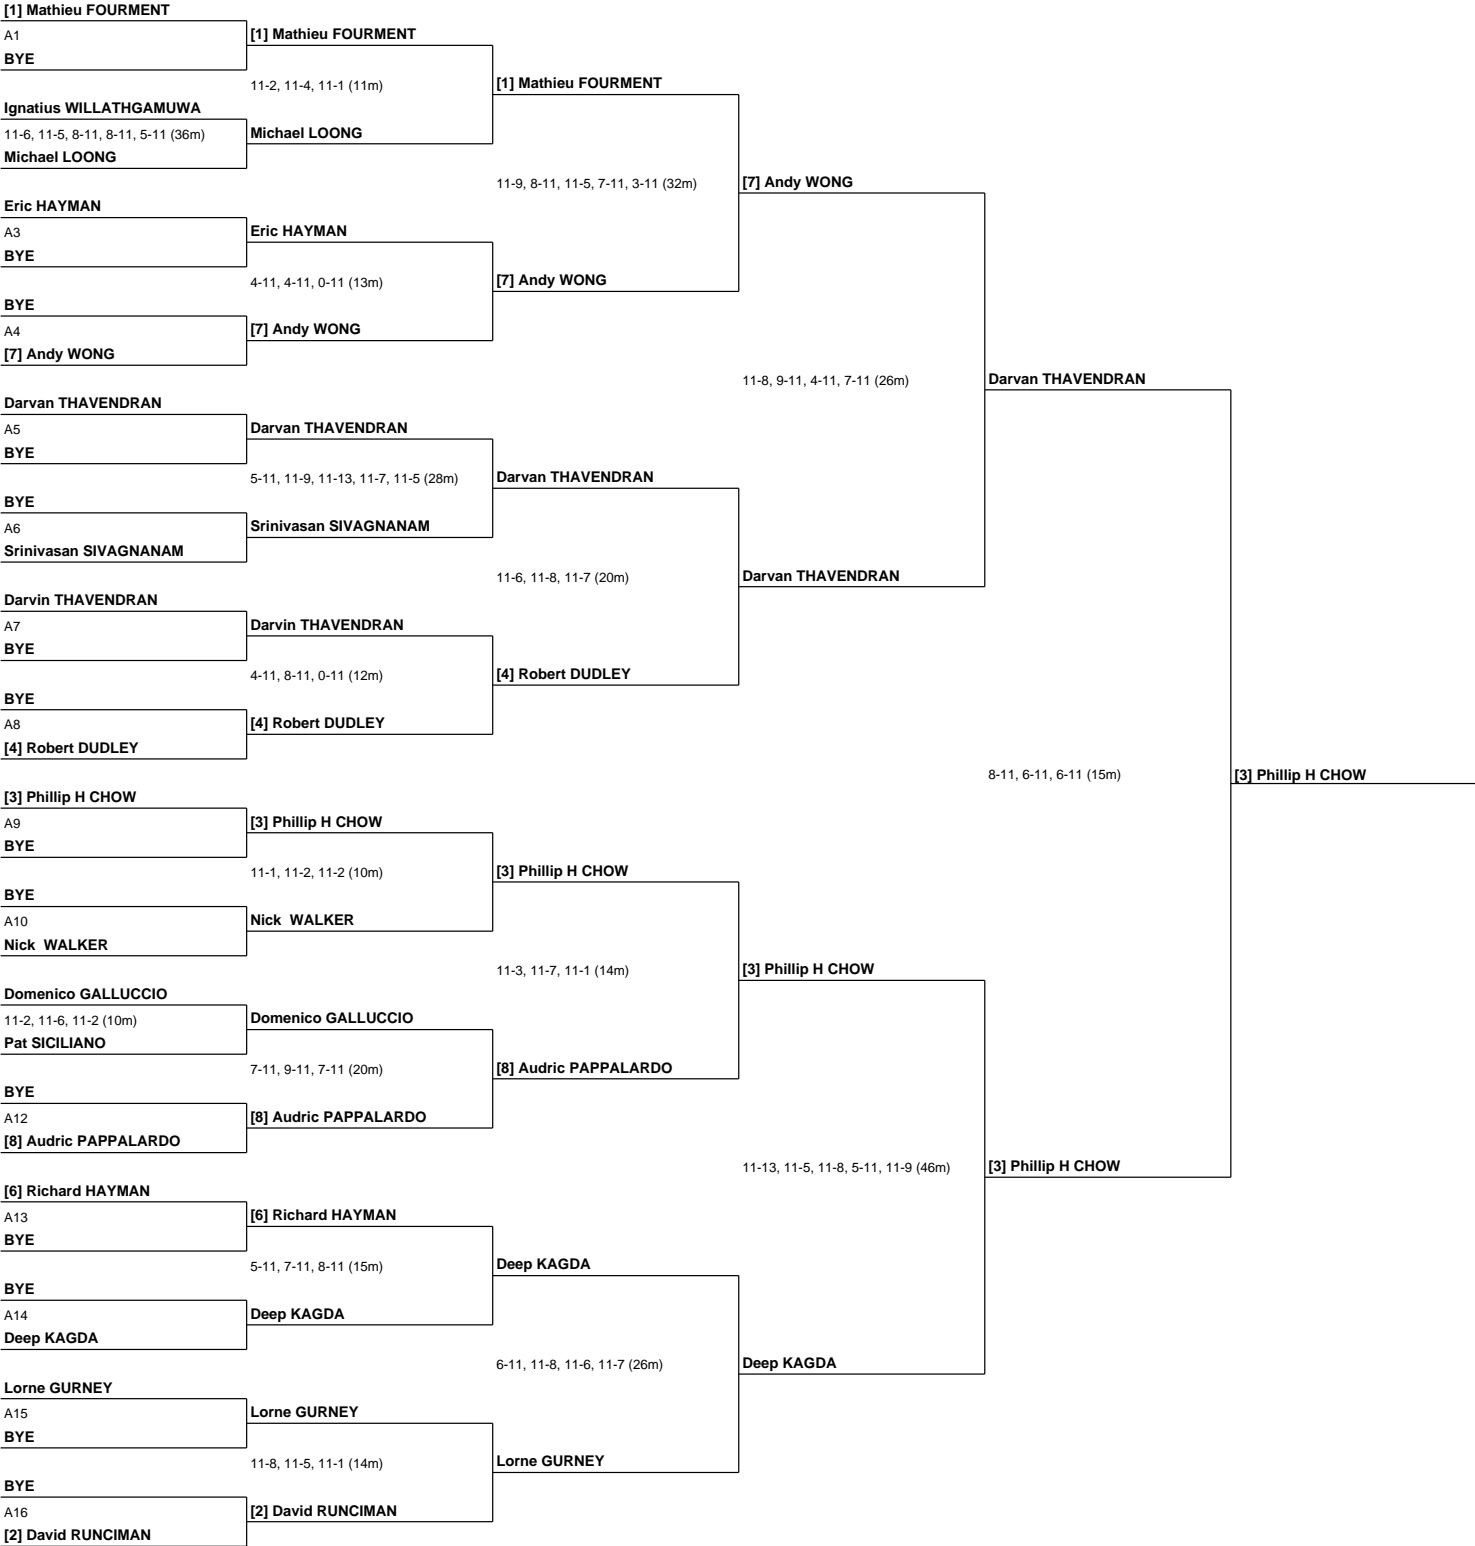 [1] Mathieu FOURMENT
A1
BYE
Ignatius WILLATHGAMUWA
11-6, 11-5, 8-11, 8-11, 5-11 (36m)
Michael LOONG
Eric HAYMAN
A3
BYE
BYE
A4
[7] Andy WONG
Darvan THAVENDRAN
A5
BYE
BYE
A6
Srinivasan SIVAGNANAM
Darvin THAVENDRAN
A7
BYE
BYE
A8
[4] Robert DUDLEY
[3] Phillip H CHOW
A9
BYE
BYE
A10
Nick  WALKER
Domenico GALLUCCIO
11-2, 11-6, 11-2 (10m)
Pat SICILIANO
BYE
A12
[8] Audric PAPPALARDO
[6] Richard HAYMAN
A13
BYE
BYE
A14
Deep KAGDA
Lorne GURNEY
A15
BYE
BYE
A16
[2] David RUNCIMAN
[1] Mathieu FOURMENT
11-2, 11-4, 11-1 (11m)
Michael LOONG
Eric HAYMAN
4-11, 4-11, 0-11 (13m)
[7] Andy WONG
Darvan THAVENDRAN
5-11, 11-9, 11-13, 11-7, 11-5 (28m)
Srinivasan SIVAGNANAM
Darvin THAVENDRAN
4-11, 8-11, 0-11 (12m)
[4] Robert DUDLEY
[3] Phillip H CHOW
11-1, 11-2, 11-2 (10m)
Nick  WALKER
Domenico GALLUCCIO
7-11, 9-11, 7-11 (20m)
[8] Audric PAPPALARDO
[6] Richard HAYMAN
5-11, 7-11, 8-11 (15m)
Deep KAGDA
Lorne GURNEY
11-8, 11-5, 11-1 (14m)
[2] David RUNCIMAN
[1] Mathieu FOURMENT
11-9, 8-11, 11-5, 7-11, 3-11 (32m)
[7] Andy WONG
Darvan THAVENDRAN
11-6, 11-8, 11-7 (20m)
[4] Robert DUDLEY
[3] Phillip H CHOW
11-3, 11-7, 11-1 (14m)
[8] Audric PAPPALARDO
Deep KAGDA
6-11, 11-8, 11-6, 11-7 (26m)
Lorne GURNEY
[7] Andy WONG
11-8, 9-11, 4-11, 7-11 (26m)
Darvan THAVENDRAN
[3] Phillip H CHOW
11-13, 11-5, 11-8, 5-11, 11-9 (46m)
Deep KAGDA
Darvan THAVENDRAN
8-11, 6-11, 6-11 (15m)
[3] Phillip H CHOW
[3] Phillip H CHOW